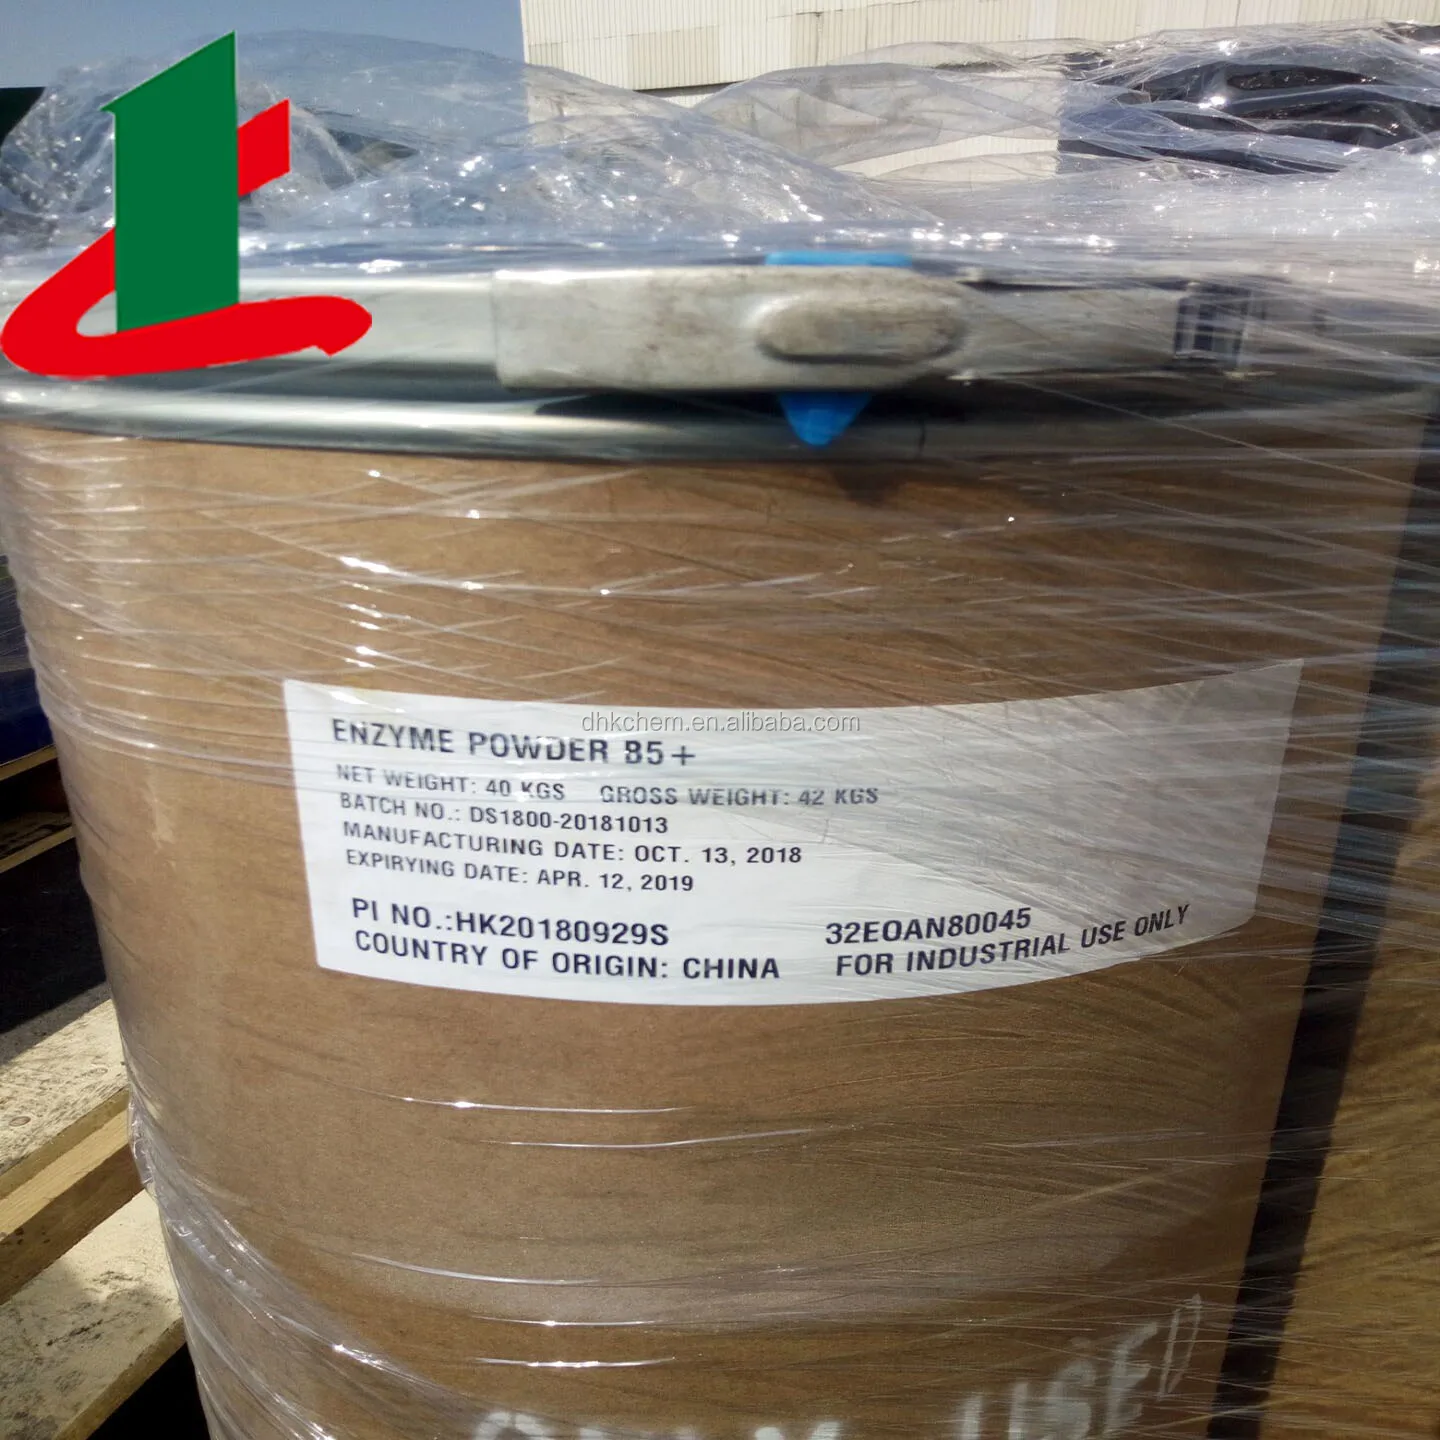 dhkchem.en.alibaba.com
ENZYME POWDER 85+
NET WEIGHT: 40 KGS GROSS WEIGHT: 42 KGS
BATCH NO.: DS1800-20181013
MANUFACTURING DATE: OCT. 13, 2018
EXPIRYING DATE: APR. 12, 2019
PI NO.:HK20180929S 32EOAN80045
COUNTRY OF ORIGIN: CHINA FOR INDUSTRIAL USE ONLY
USE